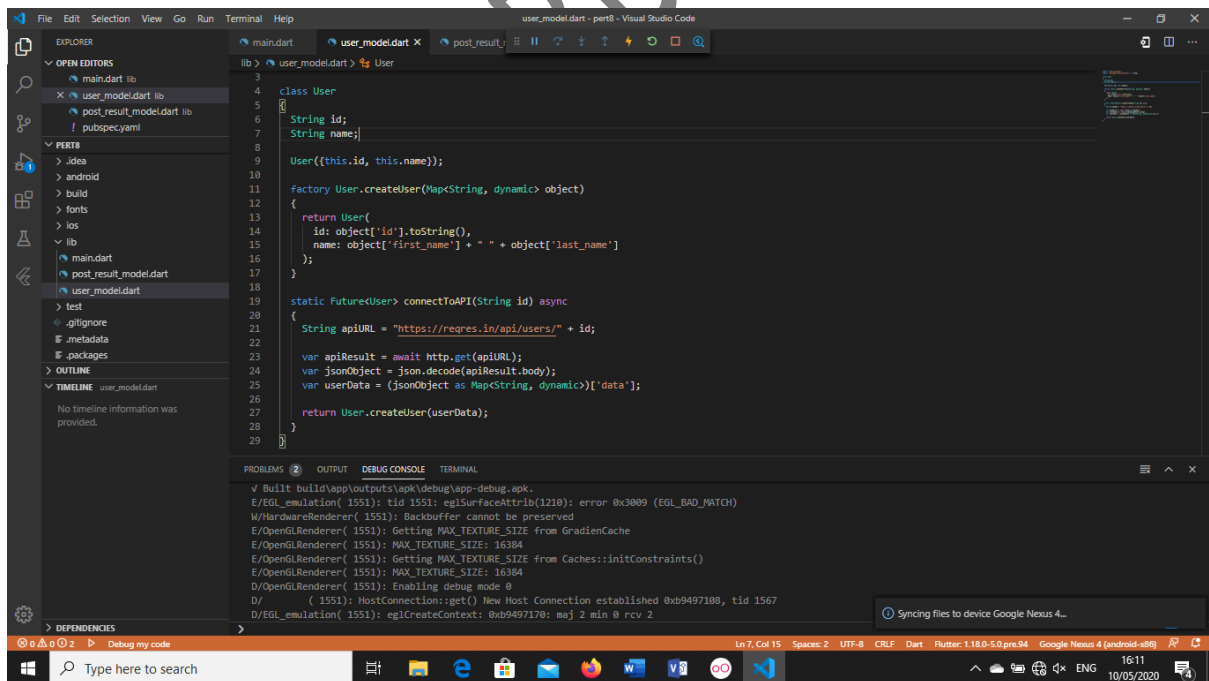 File Edit Selection View Go Run Terminal Help
user_model.dart - pert8 - Visual Studio Code
EXPLORER
OPEN EDITORS
main.dart lib
user_model.dart lib
post_result_model.dart lib
! pubspec.yaml
PERT8
> .idea
> android
> build
> fonts
> ios
lib
main.dart
post_result_model.dart
user_model.dart
> test
.gitignore
.metadata
.packages
> OUTLINE
TIMELINE user_model.dart
No timeline information was
provided.
> DEPENDENCIES
main.dart user_model.dart × post_result_
lib > user_model.dart > User
3
4 class User
5 {
6 String id;
7 String name;
8
9 User({this.id, this.name});
10
11 factory User.createUser(Map<String, dynamic> object)
12 {
13 return User(
14 id: object['id'].toString(),
15 name: object['first_name'] + " " + object['last_name']
16 );
17 }
18
19 static Future<User> connectToAPI(String id) async
20 {
21 String apiURL = "https://reqres.in/api/users/" + id;
22
23 var apiResult = await http.get(apiURL);
24 var jsonObject = json.decode(apiResult.body);
25 var userData = (jsonObject as Map<String, dynamic>)['data'];
26
27 return User.createUser(userData);
28 }
29 }
PROBLEMS 2 OUTPUT DEBUG CONSOLE TERMINAL
√ Built build\app\outputs\apk\debug\app-debug.apk.
E/EGL_emulation( 1551): tid 1551: eglSurfaceAttrib(1210): error 0x3009 (EGL_BAD_MATCH)
W/HardwareRenderer( 1551): Backbuffer cannot be preserved
E/OpenGLRenderer( 1551): Getting MAX_TEXTURE_SIZE from GradienCache
E/OpenGLRenderer( 1551): MAX_TEXTURE_SIZE: 16384
E/OpenGLRenderer( 1551): Getting MAX_TEXTURE_SIZE from Caches::initConstraints()
E/OpenGLRenderer( 1551): MAX_TEXTURE_SIZE: 16384
D/OpenGLRenderer( 1551): Enabling debug mode 0
D/ ( 1551): HostConnection::get() New Host Connection established 0xb9497108, tid 1567
D/EGL_emulation( 1551): eglCreateContext: 0xb9497170: maj 2 min 0 rcv 2
>
Syncing files to device Google Nexus 4...
0 0 2 Debug my code
Ln 7, Col 15 Spaces: 2 UTF-8 CRLF Dart Flutter: 1.18.0-5.0.pre.94 Google Nexus 4 (android-x86)
Type here to search
ENG
16:11
10/05/2020
4